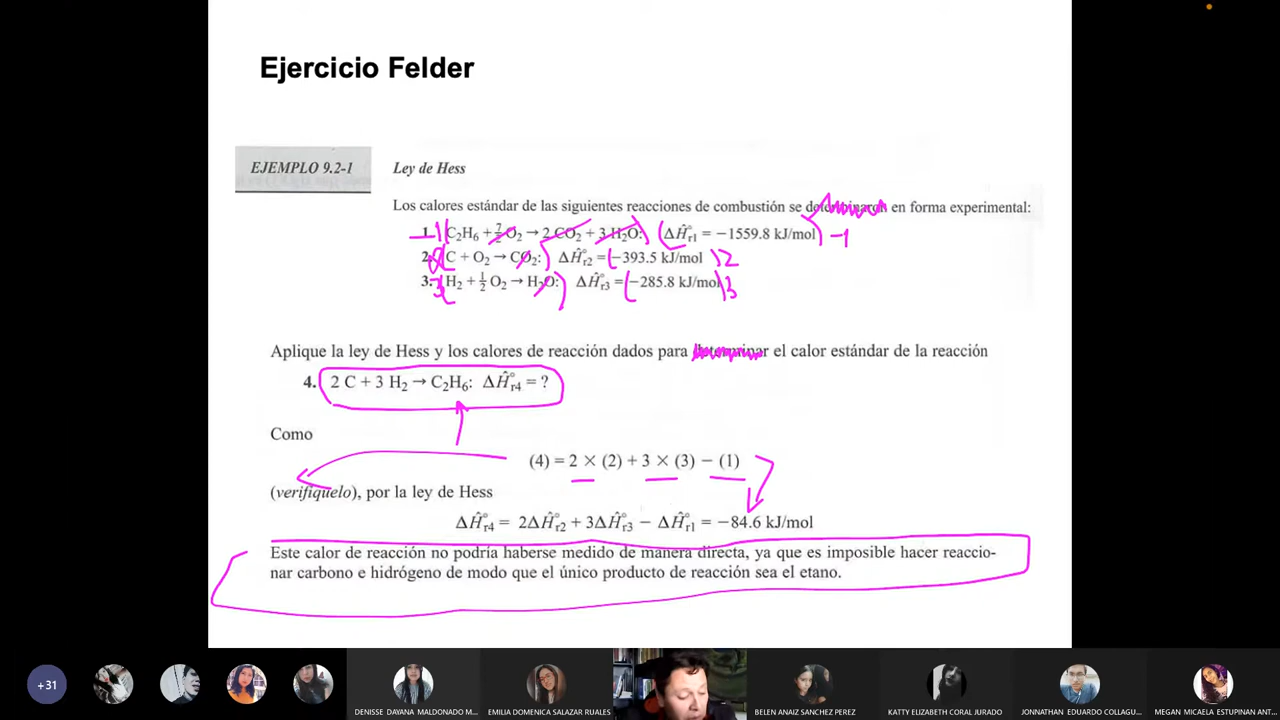 Ejercicio Felder
EJEMPLO 9.2-1
Ley de Hess
Los calores estándar de las siguientes reacciones de combustión se determinaron en forma experimental:
1. C₂H₆ + 7/2 O₂ → 2 CO₂ + 3 H₂O: ΔĤ°r1 = −1559.8 kJ/mol -1
2. C + O₂ → CO₂: ΔĤ°r2 = −393.5 kJ/mol 2
3. H₂ + 1/2 O₂ → H₂O: ΔĤ°r3 = −285.8 kJ/mol 3
Aplique la ley de Hess y los calores de reacción dados para determinar el calor estándar de la reacción
4. 2 C + 3 H₂ → C₂H₆: ΔĤ°r4 = ?
Como
(4) = 2 × (2) + 3 × (3) − (1)
(verifíquelo), por la ley de Hess
ΔĤ°r4 = 2ΔĤ°r2 + 3ΔĤ°r3 − ΔĤ°r1 = −84.6 kJ/mol
Este calor de reacción no podría haberse medido de manera directa, ya que es imposible hacer reaccio-
nar carbono e hidrógeno de modo que el único producto de reacción sea el etano.
+31
DENISSE DAYANA MALDONADO M...
EMILIA DOMENICA SALAZAR RUALES
BELEN ANAIZ SANCHEZ PEREZ
KATTY ELIZABETH CORAL JURADO
JONNATHAN EDUARDO COLLAGU...
MEGAN MICAELA ESTUPINAN ANT...